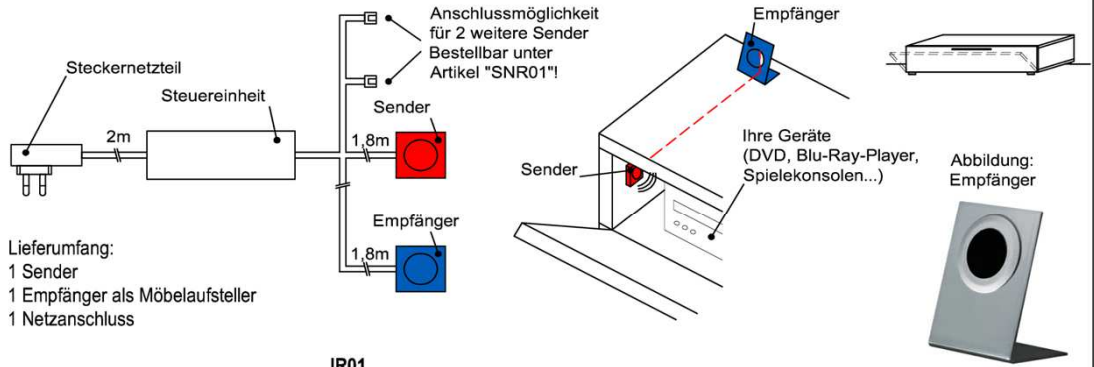 Anschlussmöglichkeit
für 2 weitere Sender
Bestellbar unter
Artikel "SNR01"!
Steckernetzteil
Steuereinheit
2m
Sender
1,8m
Empfänger
1,8m
Lieferumfang:
1 Sender
1 Empfänger als Möbelaufsteller
1 Netzanschluss
Empfänger
Sender
Ihre Geräte
(DVD, Blu-Ray-Player,
Spielekonsolen...)
Abbildung:
Empfänger
IR01